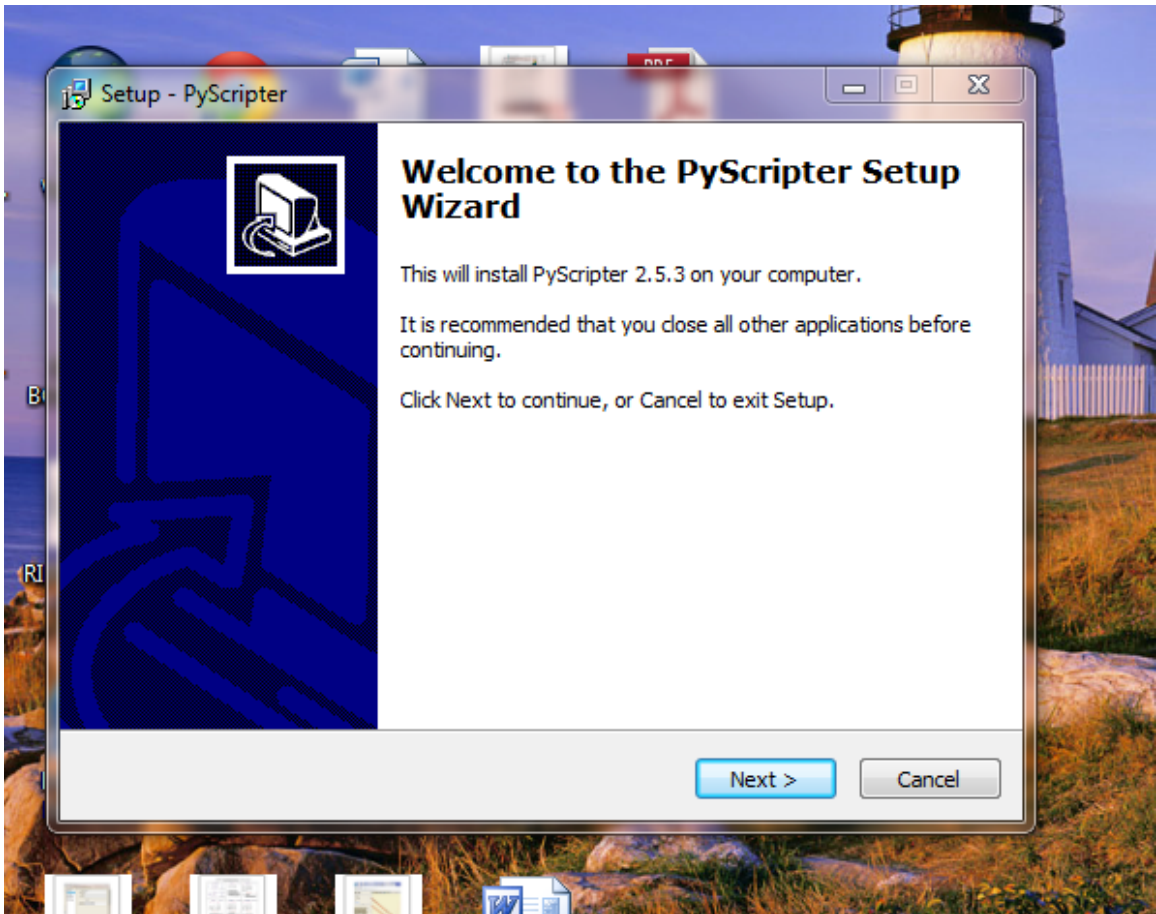 PDF
Setup - PyScripter
Welcome to the PyScripter Setup
Wizard
This will install PyScripter 2.5.3 on your computer.
It is recommended that you close all other applications before
continuing.
Click Next to continue, or Cancel to exit Setup.
RI
Next >
Cancel
W